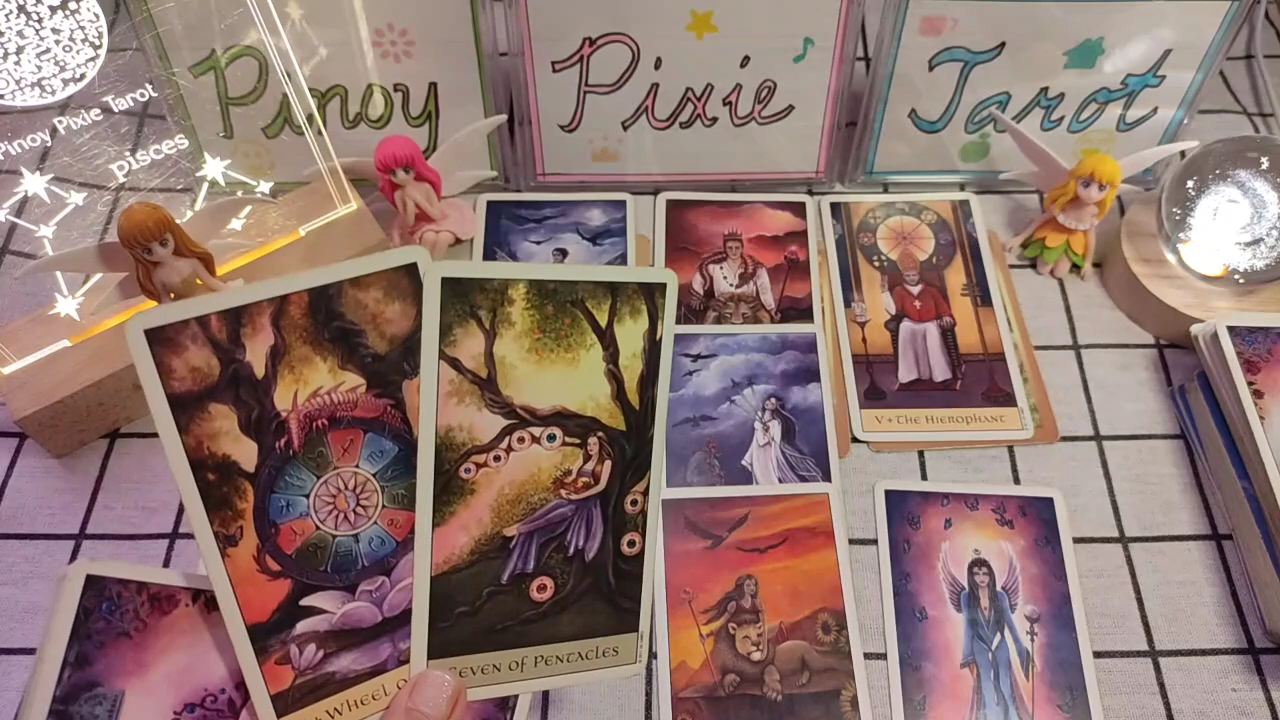 Pinoy Pixie Tarot
Pinoy Pixie Tarot
pisces
V + The Hierophant
Wheel o
Seven of Pentacles